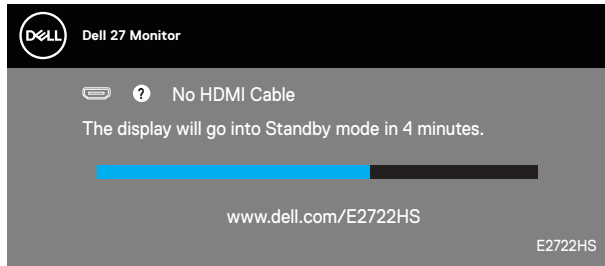 DELL
Dell 27 Monitor
? No HDMI Cable
The display will go into Standby mode in 4 minutes.
www.dell.com/E2722HS
E2722HS